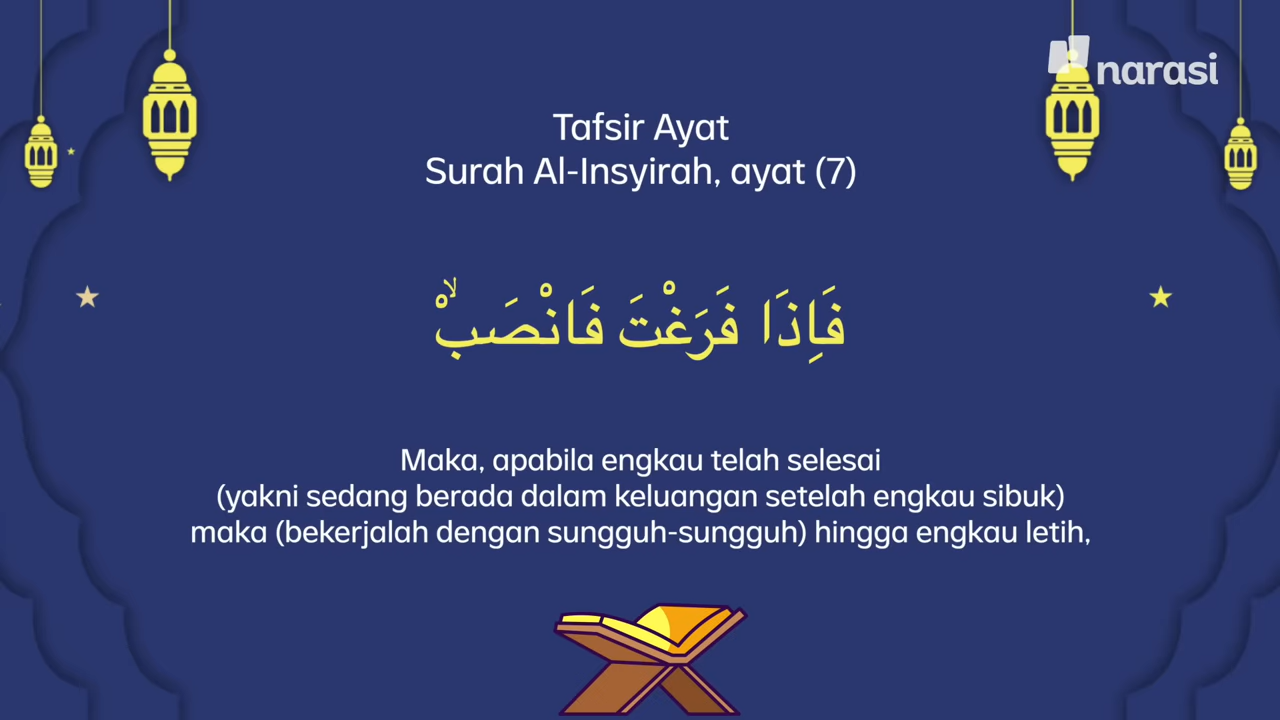 narasi
Tafsir Ayat
Surah Al-Insyirah, ayat (7)
فَاِذَا فَرَغْتَ فَانْصَبْۙ
Maka, apabila engkau telah selesai
(yakni sedang berada dalam keluangan setelah engkau sibuk)
maka (bekerjalah dengan sungguh-sungguh) hingga engkau letih,